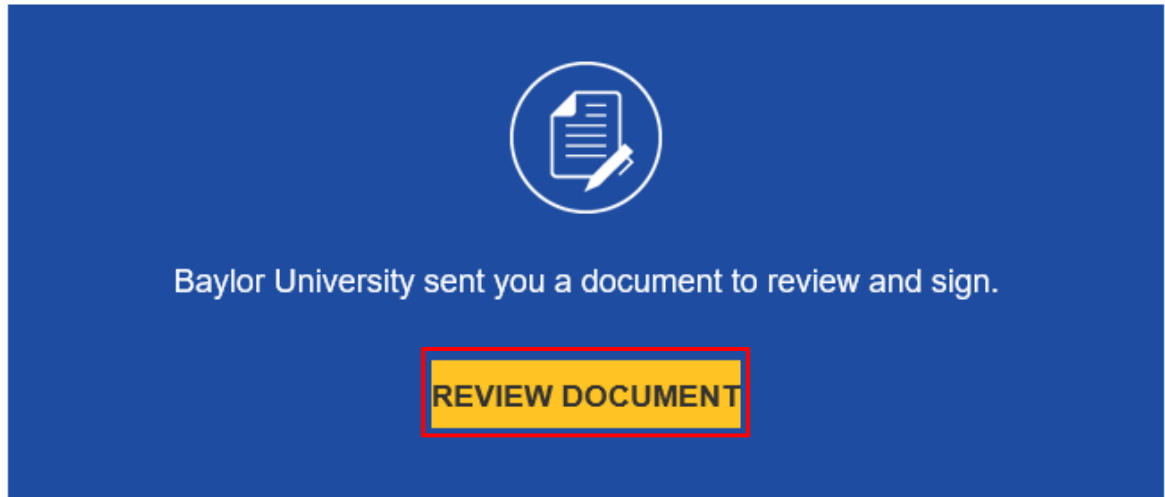 Baylor University sent you a document to review and sign.
REVIEW DOCUMENT